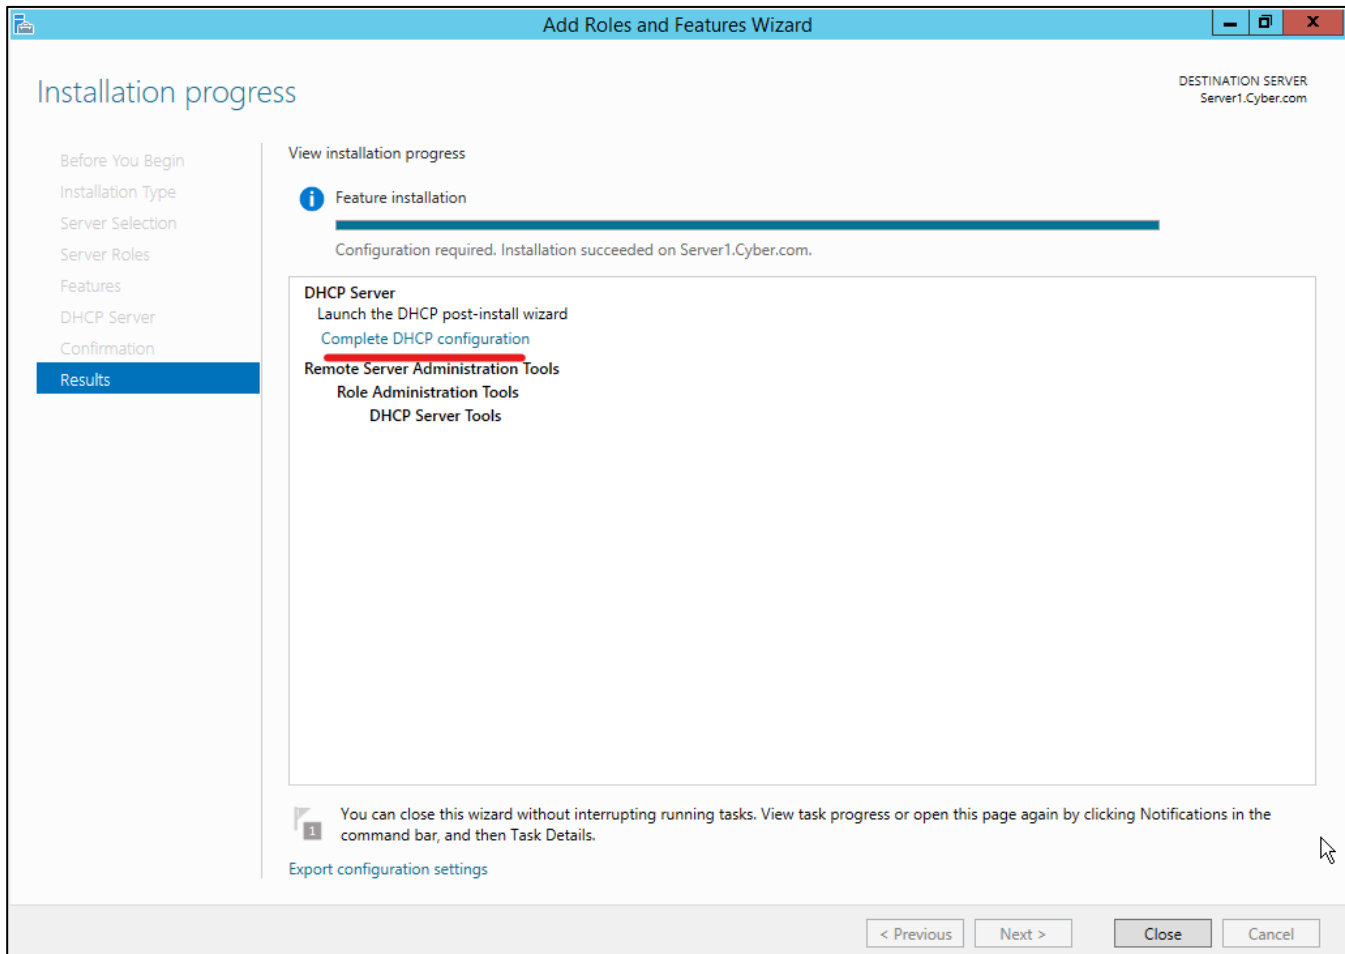 Add Roles and Features Wizard
Installation progress
DESTINATION SERVER
Server1.Cyber.com
Before You Begin
Installation Type
Server Selection
Server Roles
Features
DHCP Server
Confirmation
Results
View installation progress
Feature installation
Configuration required. Installation succeeded on Server1.Cyber.com.
DHCP Server
Launch the DHCP post-install wizard
Complete DHCP configuration
Remote Server Administration Tools
Role Administration Tools
DHCP Server Tools
1
You can close this wizard without interrupting running tasks. View task progress or open this page again by clicking Notifications in the
command bar, and then Task Details.
Export configuration settings
< Previous
Next >
Close
Cancel